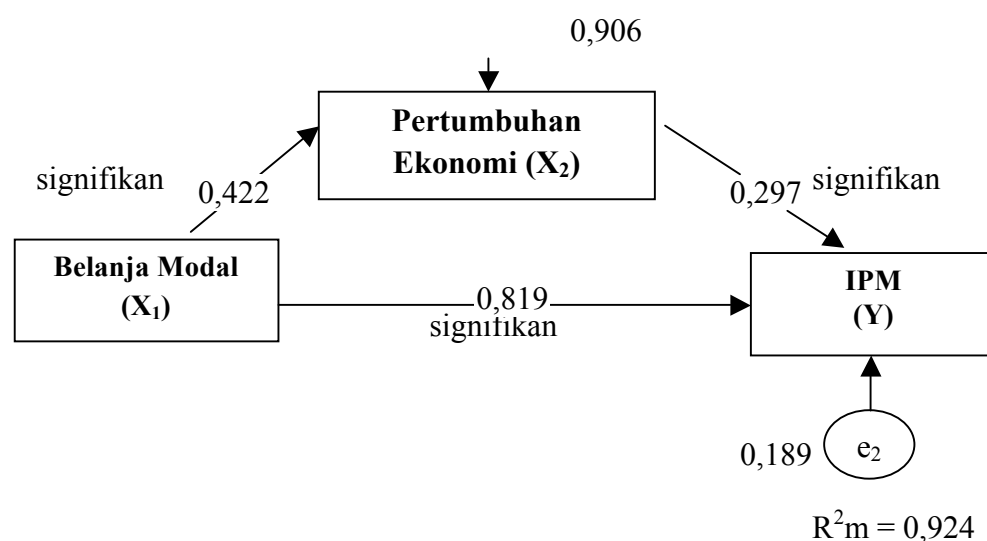 0,906
Pertumbuhan
Ekonomi (X₂)
signifikan
0,422
0,297
signifikan
Belanja Modal
(X₁)
0,819
signifikan
IPM
(Y)
0,189
e₂
R²m = 0,924